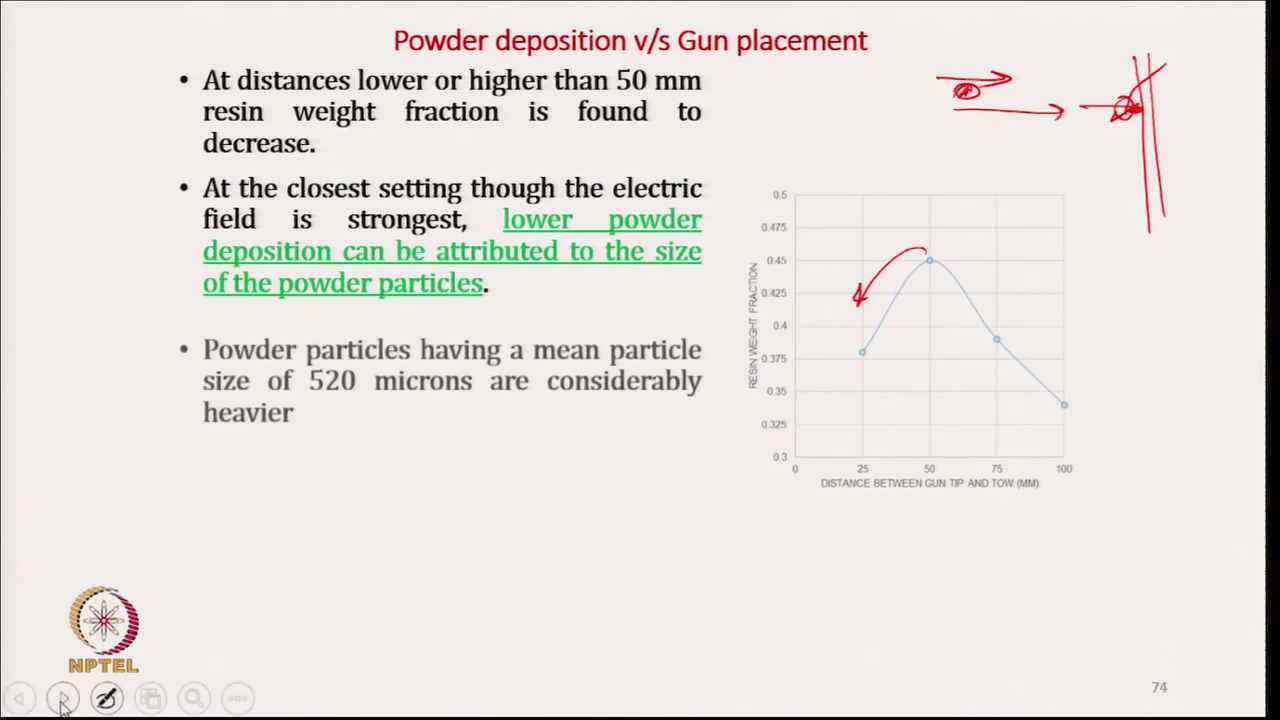 Powder deposition v/s Gun placement
• At distances lower or higher than 50 mm
resin weight fraction is found to
decrease.
• At the closest setting though the electric
field is strongest, lower powder
deposition can be attributed to the size
of the powder particles.
• Powder particles having a mean particle
size of 520 microns are considerably
heavier
0.5
0.475
0.45
0.425
0.4
0.375
0.35
0.325
0.3
RESIN WEIGHT FRACTION
0 25 50 75 100
DISTANCE BETWEEN GUN TIP AND TOW (MM)
NPTEL
74